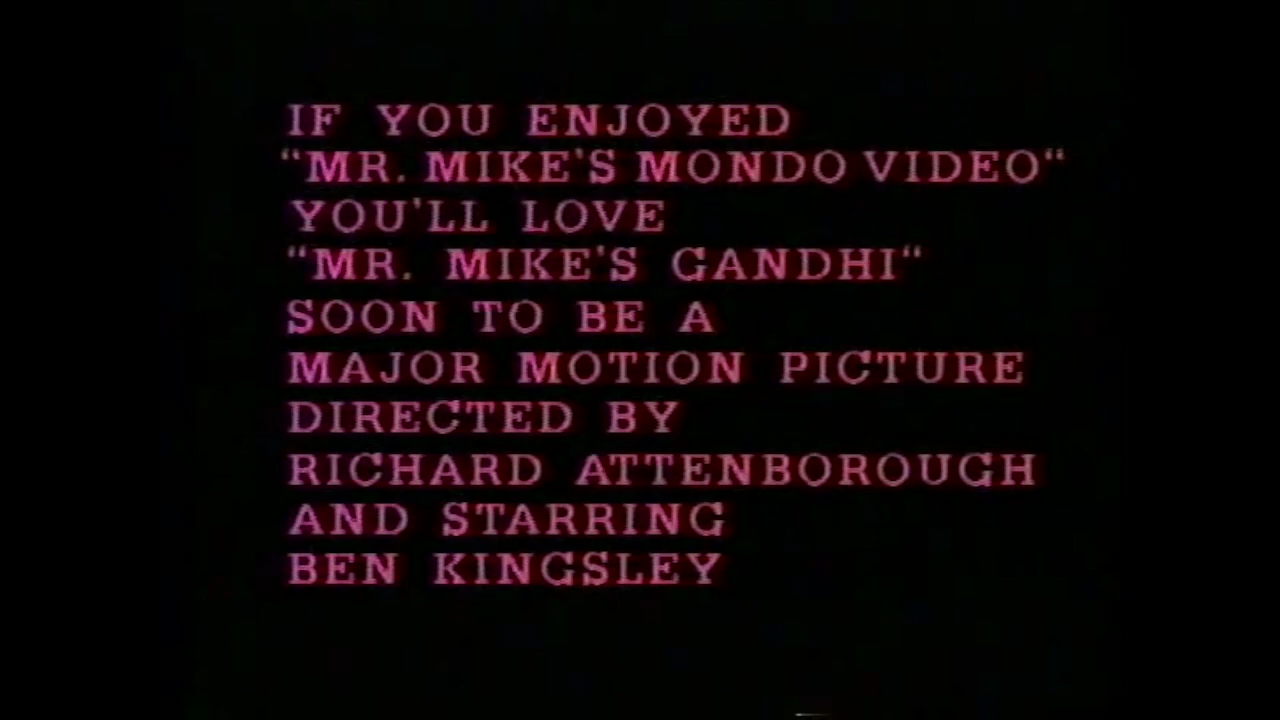 IF YOU ENJOYED
“MR. MIKE'S MONDO VIDEO“
YOU'LL LOVE
“MR. MIKE'S GANDHI“
SOON TO BE A
MAJOR MOTION PICTURE
DIRECTED BY
RICHARD ATTENBOROUGH
AND STARRING
BEN KINGSLEY